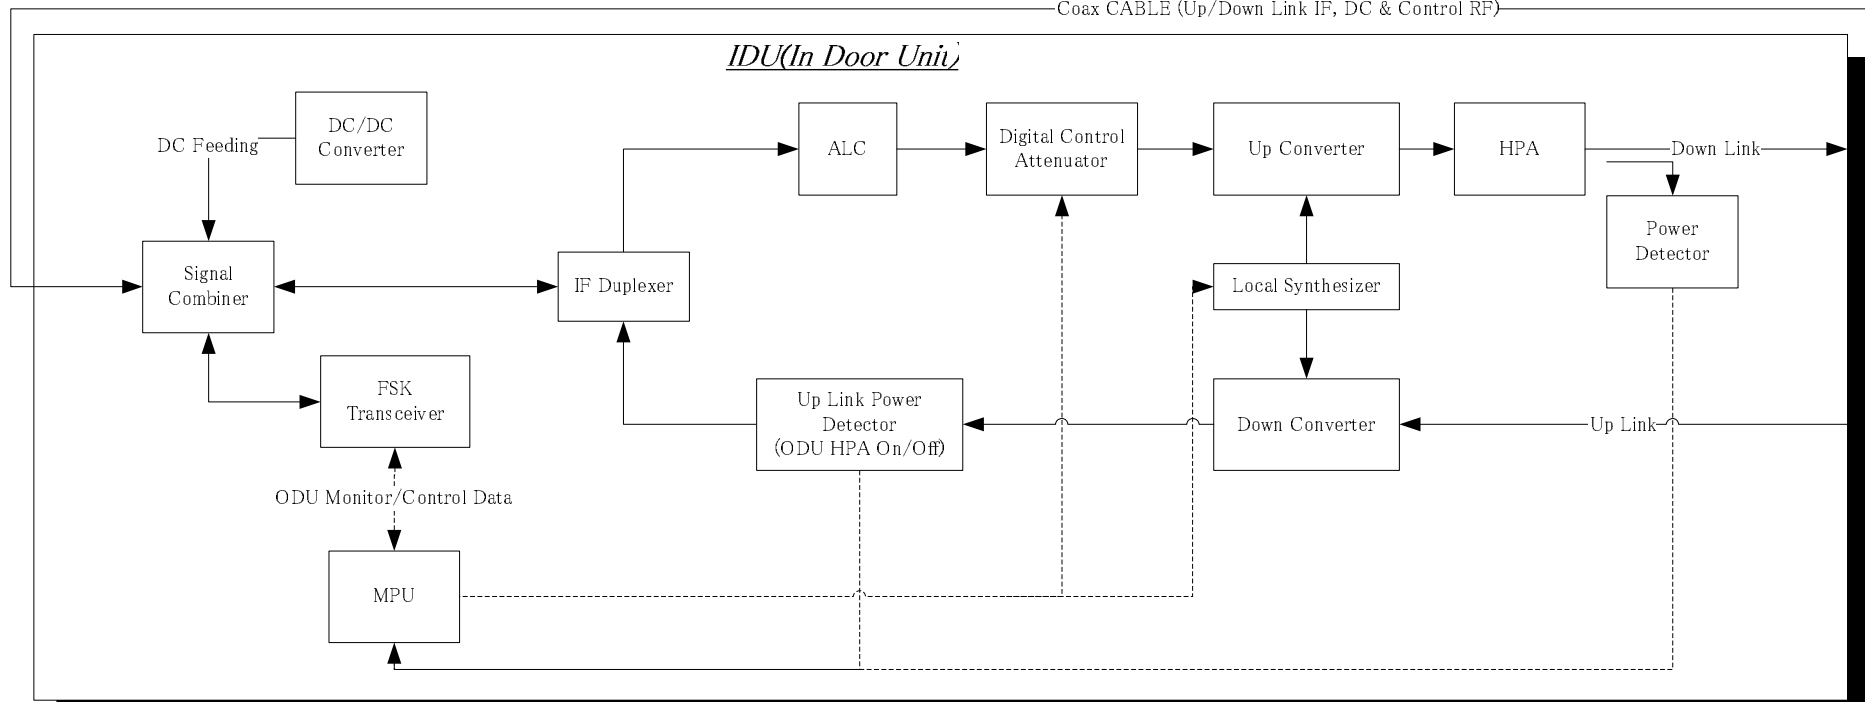 Coax CABLE (Up/Down Link IF, DC & Control RF)
IDU(In Door Unit)
DC/DC
Converter
DC Feeding
ALC
Digital Control
Attenuator
Up Converter
HPA
Down Link
Power
Detector
Signal
Combiner
IF Duplexer
Local Synthesizer
FSK
Transceiver
Up Link Power
Detector
(ODU HPA On/Off)
Down Converter
Up Link
ODU Monitor/Control Data
MPU